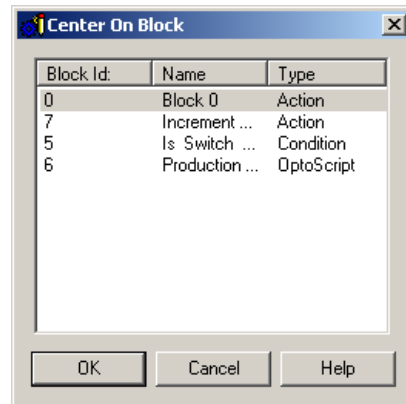 Center On Block
Block Id: Name Type
0 Block 0 Action
7 Increment ... Action
5 Is Switch ... Condition
6 Production ... OptoScript
OK Cancel Help